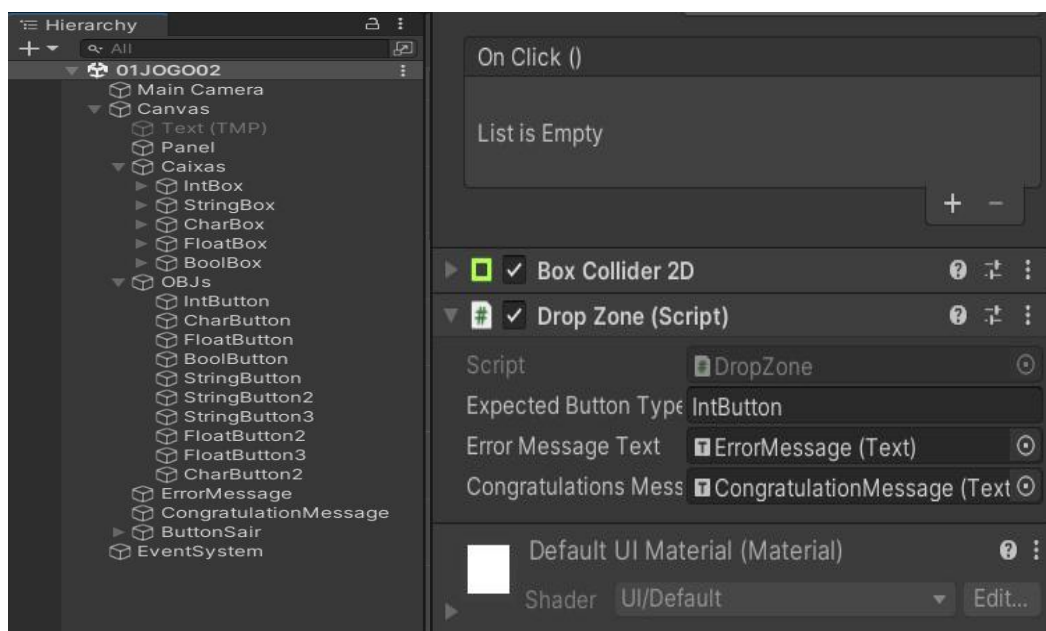 Hierarchy
All
01JOGO02
Main Camera
Canvas
Text (TMP)
Panel
Caixas
IntBox
StringBox
CharBox
FloatBox
BoolBox
OBJs
IntButton
CharButton
FloatButton
BoolButton
StringButton
StringButton2
StringButton3
FloatButton2
FloatButton3
CharButton2
ErrorMessage
CongratulationMessage
ButtonSair
EventSystem
On Click ()
List is Empty
Box Collider 2D
# Drop Zone (Script)
Script DropZone
Expected Button Type IntButton
Error Message Text ErrorMessage (Text)
Congratulations Mess CongratulationMessage (Text
Default UI Material (Material)
Shader UI/Default Edit...